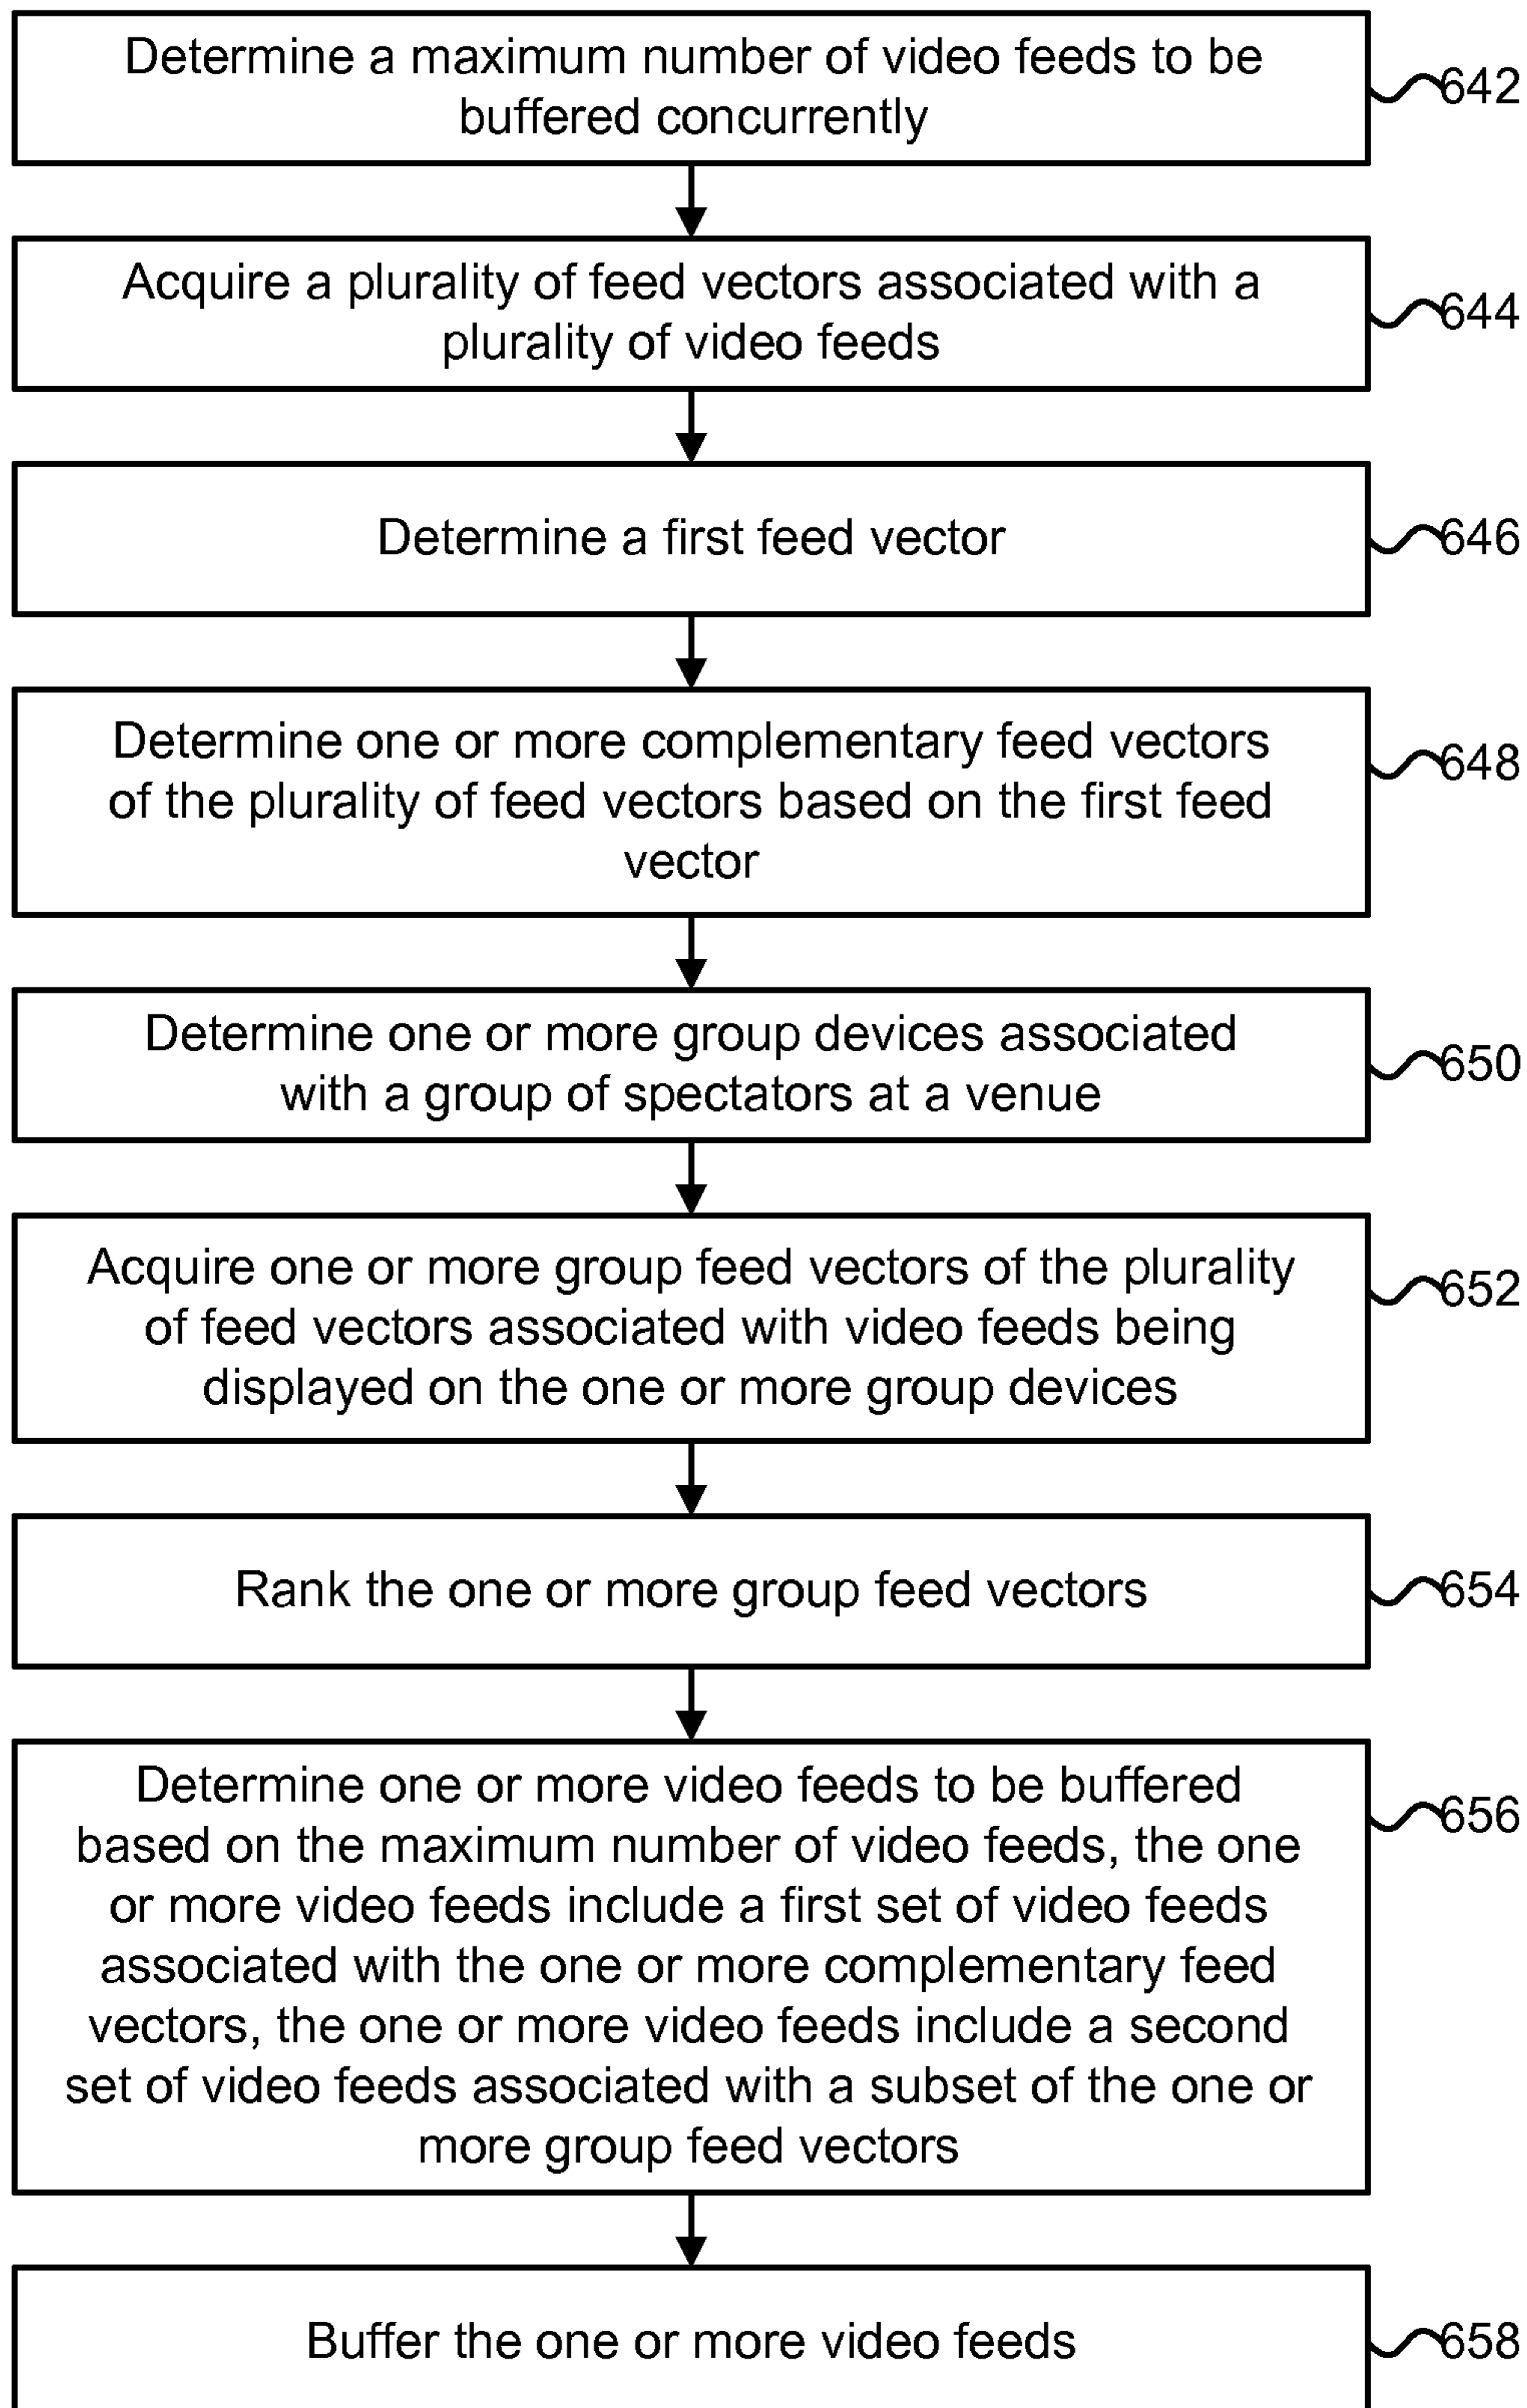 Determine a maximum number of video feeds to be
buffered concurrently
642
Acquire a plurality of feed vectors associated with a
plurality of video feeds
644
Determine a first feed vector
646
Determine one or more complementary feed vectors
of the plurality of feed vectors based on the first feed
vector
648
Determine one or more group devices associated
with a group of spectators at a venue
650
Acquire one or more group feed vectors of the plurality
of feed vectors associated with video feeds being
displayed on the one or more group devices
652
Rank the one or more group feed vectors
654
Determine one or more video feeds to be buffered
based on the maximum number of video feeds, the one
or more video feeds include a first set of video feeds
associated with the one or more complementary feed
vectors, the one or more video feeds include a second
set of video feeds associated with a subset of the one or
more group feed vectors
656
Buffer the one or more video feeds
658